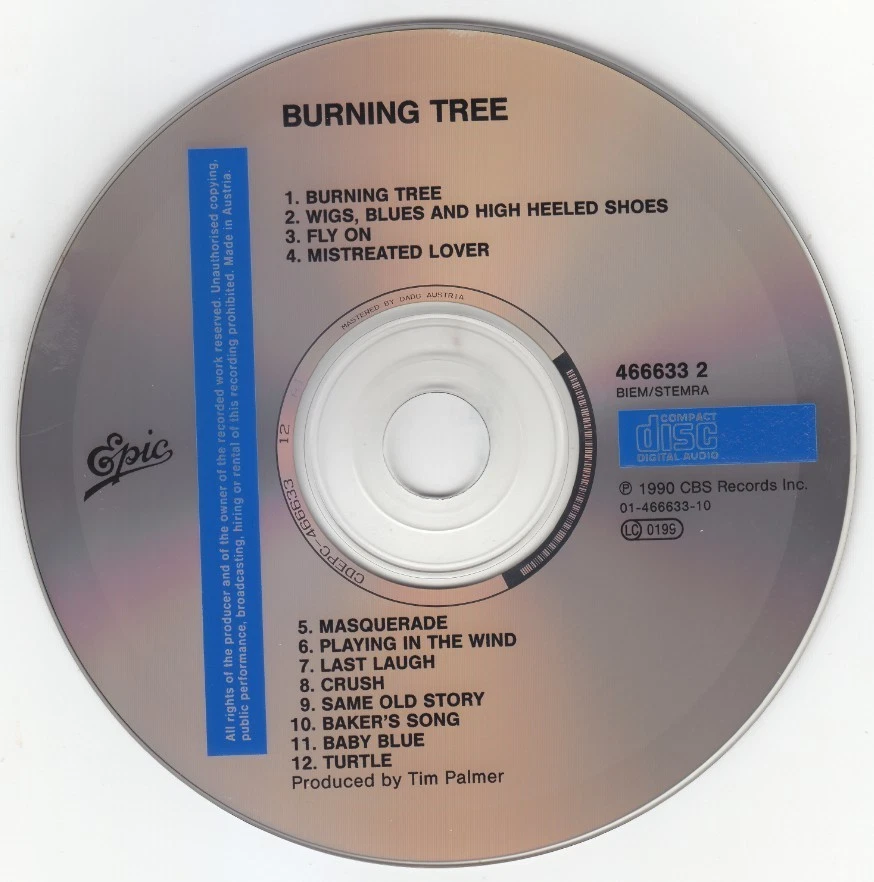 BURNING TREE
1. BURNING TREE
2. WIGS, BLUES AND HIGH HEELED SHOES
3. FLY ON
4. MISTREATED LOVER
All rights of the producer and of the owner of the recorded work reserved. Unauthorised copying,
public performance, broadcasting, hiring or rental of this recording prohibited. Made in Austria.
MASTERED BY DADC AUSTRIA
CDEPC-466633 12
Epic
466633 2
BIEM/STEMRA
COMPACT
disc
DIGITAL AUDIO
℗ 1990 CBS Records Inc.
01-466633-10
LC 0199
5. MASQUERADE
6. PLAYING IN THE WIND
7. LAST LAUGH
8. CRUSH
9. SAME OLD STORY
10. BAKER'S SONG
11. BABY BLUE
12. TURTLE
Produced by Tim Palmer